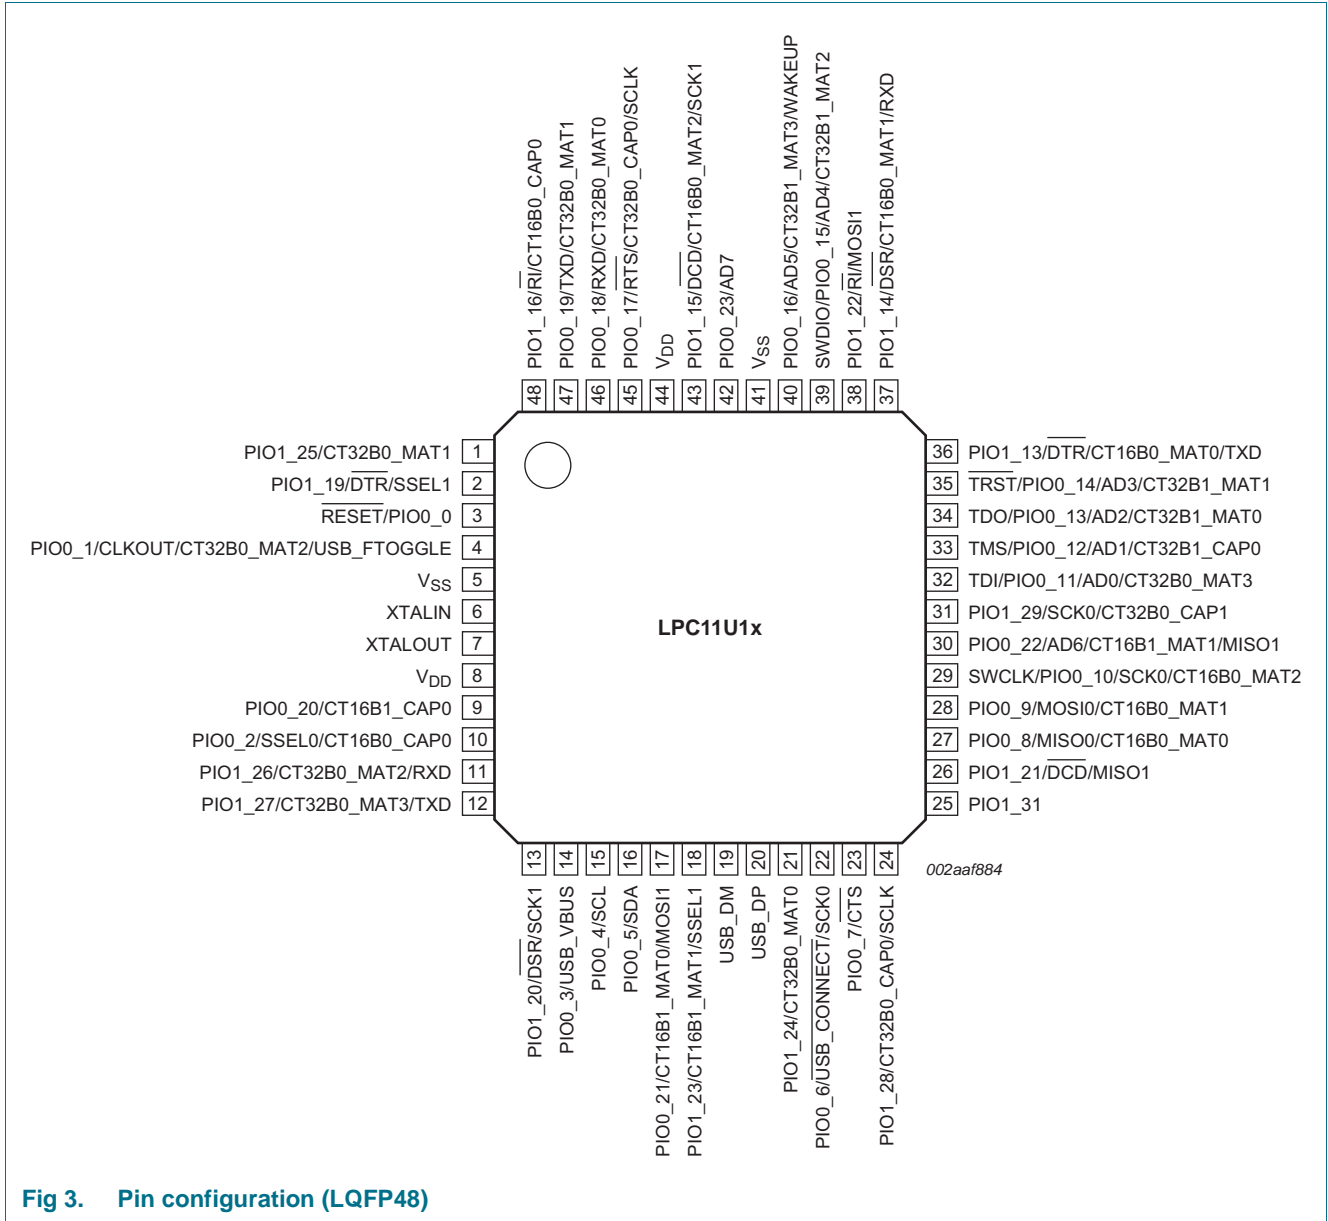 PIO1_16/RI/CT16B0_CAP0
PIO0_19/TXD/CT32B0_MAT1
PIO0_18/RXD/CT32B0_MAT0
PIO0_17/RTS/CT32B0_CAP0/SCLK
VDD
PIO1_15/DCD/CT16B0_MAT2/SCK1
PIO0_23/AD7
VSS
PIO0_16/AD5/CT32B1_MAT3/WAKEUP
SWDIO/PIO0_15/AD4/CT32B1_MAT2
PIO1_22/RI/MOSI1
PIO1_14/DSR/CT16B0_MAT1/RXD
48
47
46
45
44
43
42
41
40
39
38
37
PIO1_25/CT32B0_MAT1 1
PIO1_19/DTR/SSEL1 2
RESET/PIO0_0 3
PIO0_1/CLKOUT/CT32B0_MAT2/USB_FTOGGLE 4
VSS 5
XTALIN 6
XTALOUT 7
VDD 8
PIO0_20/CT16B1_CAP0 9
PIO0_2/SSEL0/CT16B0_CAP0 10
PIO1_26/CT32B0_MAT2/RXD 11
PIO1_27/CT32B0_MAT3/TXD 12
LPC11U1x
36 PIO1_13/DTR/CT16B0_MAT0/TXD
35 TRST/PIO0_14/AD3/CT32B1_MAT1
34 TDO/PIO0_13/AD2/CT32B1_MAT0
33 TMS/PIO0_12/AD1/CT32B1_CAP0
32 TDI/PIO0_11/AD0/CT32B0_MAT3
31 PIO1_29/SCK0/CT32B0_CAP1
30 PIO0_22/AD6/CT16B1_MAT1/MISO1
29 SWCLK/PIO0_10/SCK0/CT16B0_MAT2
28 PIO0_9/MOSI0/CT16B0_MAT1
27 PIO0_8/MISO0/CT16B0_MAT0
26 PIO1_21/DCD/MISO1
25 PIO1_31
13
14
15
16
17
18
19
20
21
22
23
24
PIO1_20/DSR/SCK1
PIO0_3/USB_VBUS
PIO0_4/SCL
PIO0_5/SDA
PIO0_21/CT16B1_MAT0/MOSI1
PIO1_23/CT16B1_MAT1/SSEL1
USB_DM
USB_DP
PIO1_24/CT32B0_MAT0
PIO0_6/USB_CONNECT/SCK0
PIO0_7/CTS
PIO1_28/CT32B0_CAP0/SCLK
002aaf884
Fig 3. Pin configuration (LQFP48)